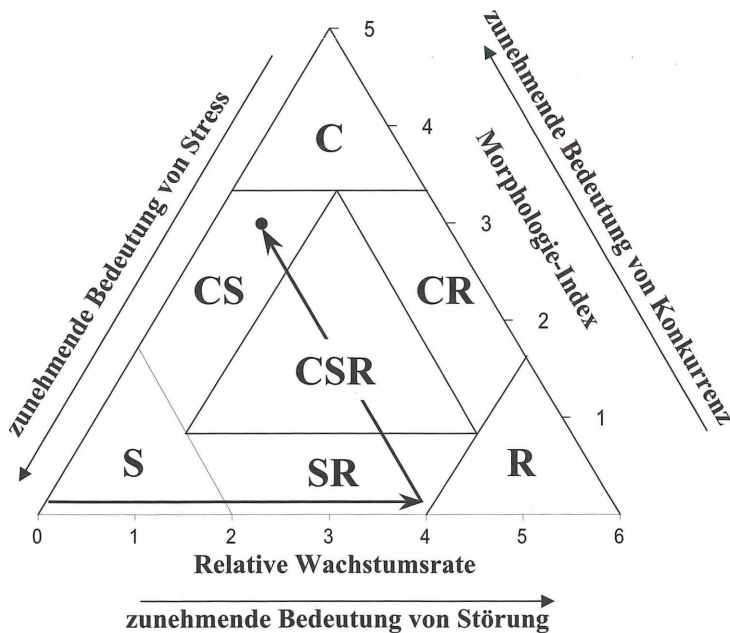 zunehmende Bedeutung von Stress
zunehmende Bedeutung von Konkurrenz
Morphologie-Index
5
4
3
2
1
C
CS
CR
CSR
S
SR
R
0 1 2 3 4 5 6
Relative Wachstumsrate
zunehmende Bedeutung von Störung